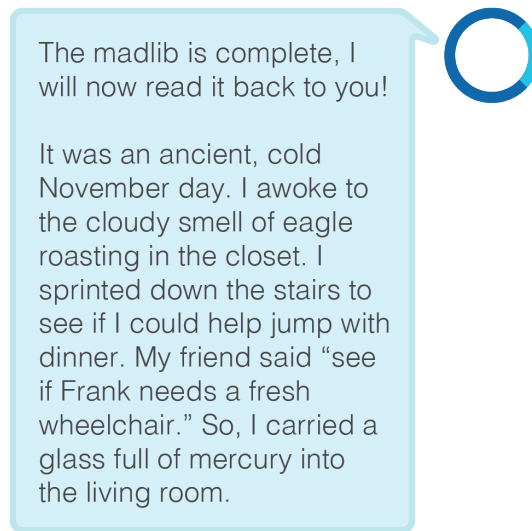 The madlib is complete, I
will now read it back to you!
It was an ancient, cold
November day. I awoke to
the cloudy smell of eagle
roasting in the closet. I
sprinted down the stairs to
see if I could help jump with
dinner. My friend said “see
if Frank needs a fresh
wheelchair.” So, I carried a
glass full of mercury into
the living room.